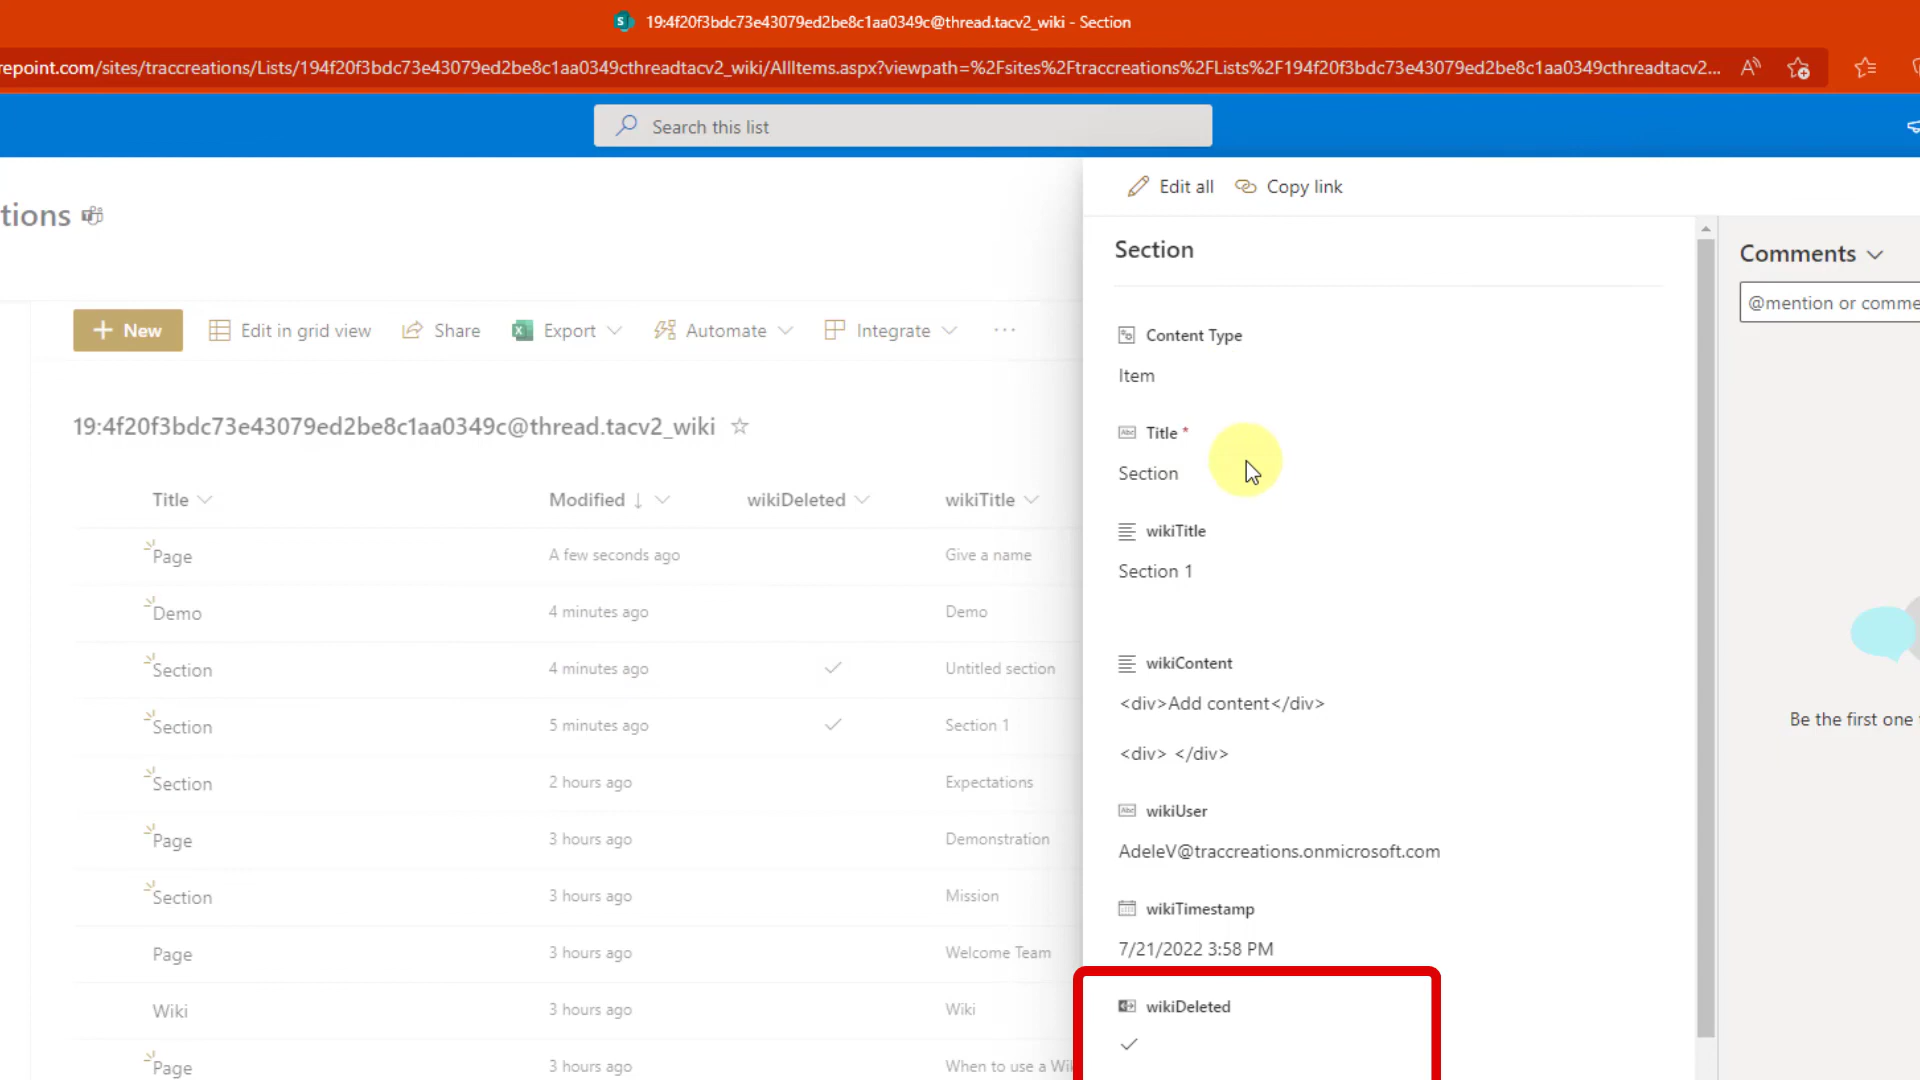 19:4f20f3bdc73e43079ed2be8c1aa0349c@thread.tacv2_wiki - Section
repoint.com/sites/traccreations/Lists/194f20f3bdc73e43079ed2be8c1aa0349cthreadtacv2_wiki/AllItems.aspx?viewpath=%2Fsites%2Ftraccreations%2FLists%2F194f20f3bdc73e43079ed2be8c1aa0349cthreadtacv2...
Search this list
Edit all Copy link
tions
Section
Comments
@mention or comme
New Edit in grid view Share Export Automate Integrate ...
Content Type
Item
19:4f20f3bdc73e43079ed2be8c1aa0349c@thread.tacv2_wiki
Title *
Section
Title Modified wikiDeleted wikiTitle
wikiTitle
Section 1
Page A few seconds ago Give a name
Demo 4 minutes ago Demo
Section 4 minutes ago Untitled section
Section 5 minutes ago Section 1
Section 2 hours ago Expectations
Page 3 hours ago Demonstration
Section 3 hours ago Mission
Page 3 hours ago Welcome Team
Wiki 3 hours ago Wiki
Page 3 hours ago When to use a Wik
wikiContent
<div>Add content</div>
<div> </div>
wikiUser
AdeleV@traccreations.onmicrosoft.com
wikiTimestamp
7/21/2022 3:58 PM
wikiDeleted
Be the first one